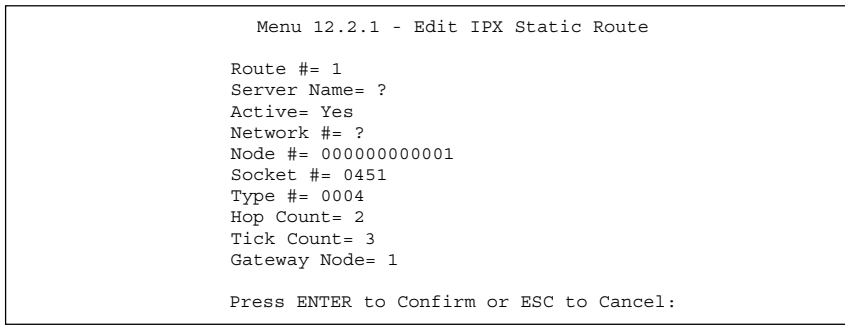 Menu 12.2.1 - Edit IPX Static Route
Route #= 1
Server Name= ?
Active= Yes
Network #= ?
Node #= 000000000001
Socket #= 0451
Type #= 0004
Hop Count= 2
Tick Count= 3
Gateway Node= 1
Press ENTER to Confirm or ESC to Cancel: